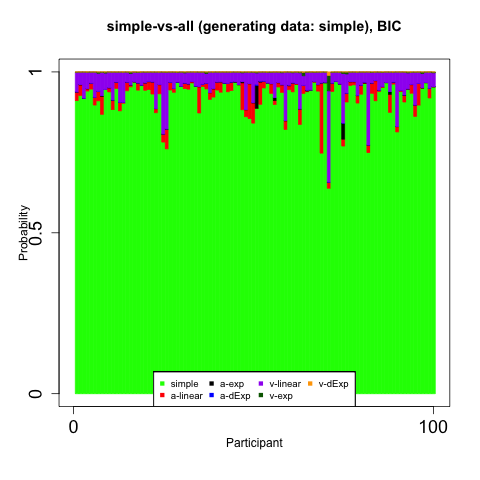 simple-vs-all (generating data: simple), BIC
1
0.5
0
Probability
simple a-exp v-linear v-dExp
a-linear a-dExp v-exp
0 100
Participant